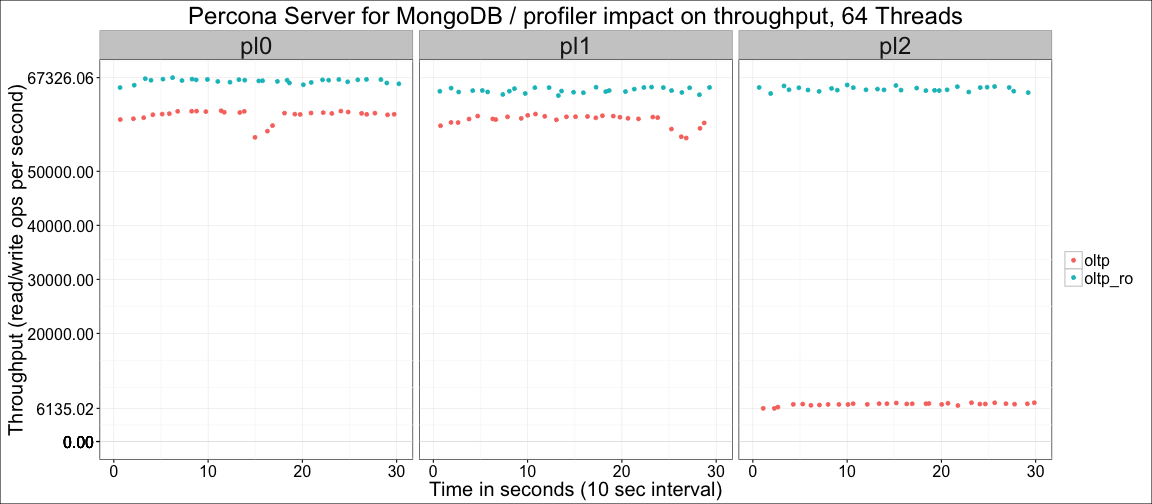 Percona Server for MongoDB / profiler impact on throughput, 64 Threads
pl0 pl1 pl2
Throughput (read/write ops per second)
67326.06
50000.00
40000.00
30000.00
20000.00
6135.02
0.00
oltp
oltp_ro
0 10 20 30 0 10 20 30 0 10 20 30
Time in seconds (10 sec interval)